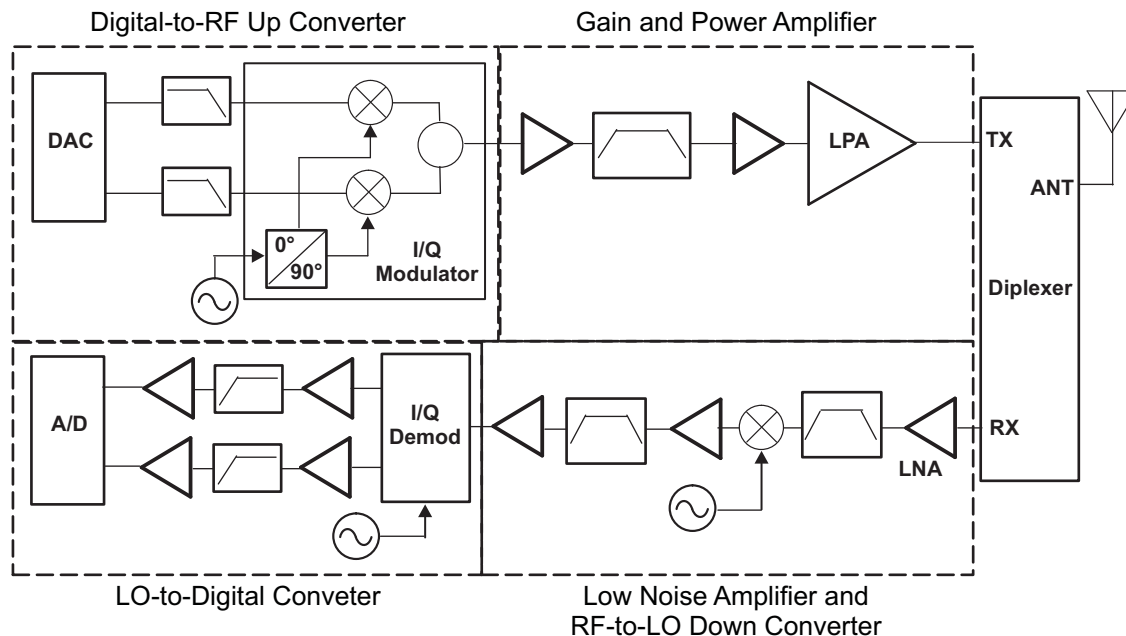 Digital-to-RF Up Converter
Gain and Power Amplifier
DAC
LPA
TX
ANT
0°
90°
I/Q
Modulator
Diplexer
A/D
I/Q
Demod
RX
LNA
LO-to-Digital Conveter
Low Noise Amplifier and
RF-to-LO Down Converter